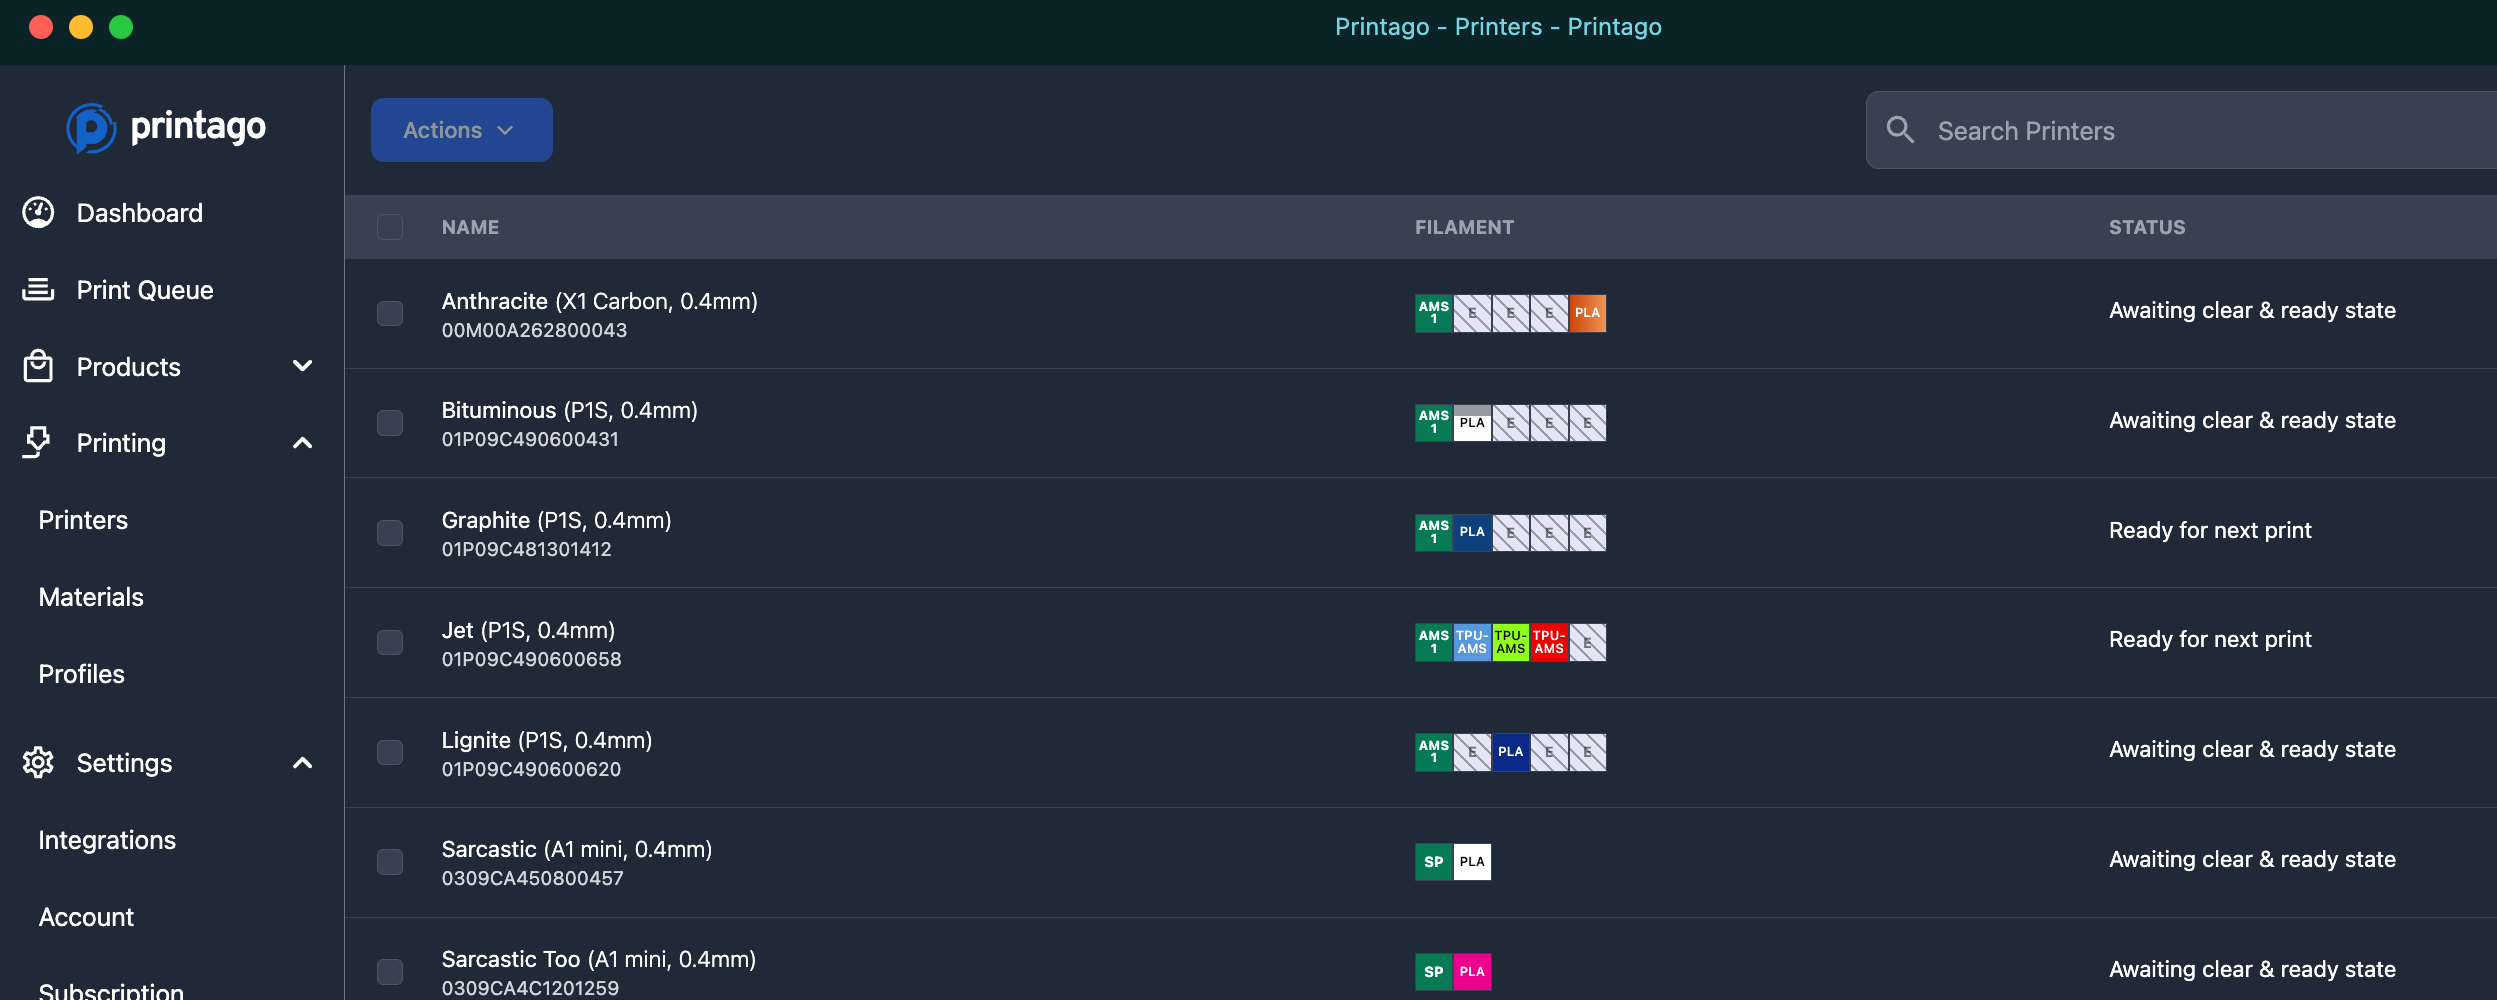 Printago - Printers - Printago
printago
Dashboard
Print Queue
Products
Printing
Printers
Materials
Profiles
Settings
Integrations
Account
Subscription
Actions
Search Printers
NAME FILAMENT STATUS
Anthracite (X1 Carbon, 0.4mm)
00M00A262800043
AMS 1 E E E PLA
Awaiting clear & ready state
Bituminous (P1S, 0.4mm)
01P09C490600431
AMS 1 PLA E E E
Awaiting clear & ready state
Graphite (P1S, 0.4mm)
01P09C481301412
AMS 1 PLA E E E
Ready for next print
Jet (P1S, 0.4mm)
01P09C490600658
AMS 1 TPU-AMS TPU-AMS TPU-AMS E
Ready for next print
Lignite (P1S, 0.4mm)
01P09C490600620
AMS 1 E PLA E E
Awaiting clear & ready state
Sarcastic (A1 mini, 0.4mm)
0309CA450800457
SP PLA
Awaiting clear & ready state
Sarcastic Too (A1 mini, 0.4mm)
0309CA4C1201259
SP PLA
Awaiting clear & ready state